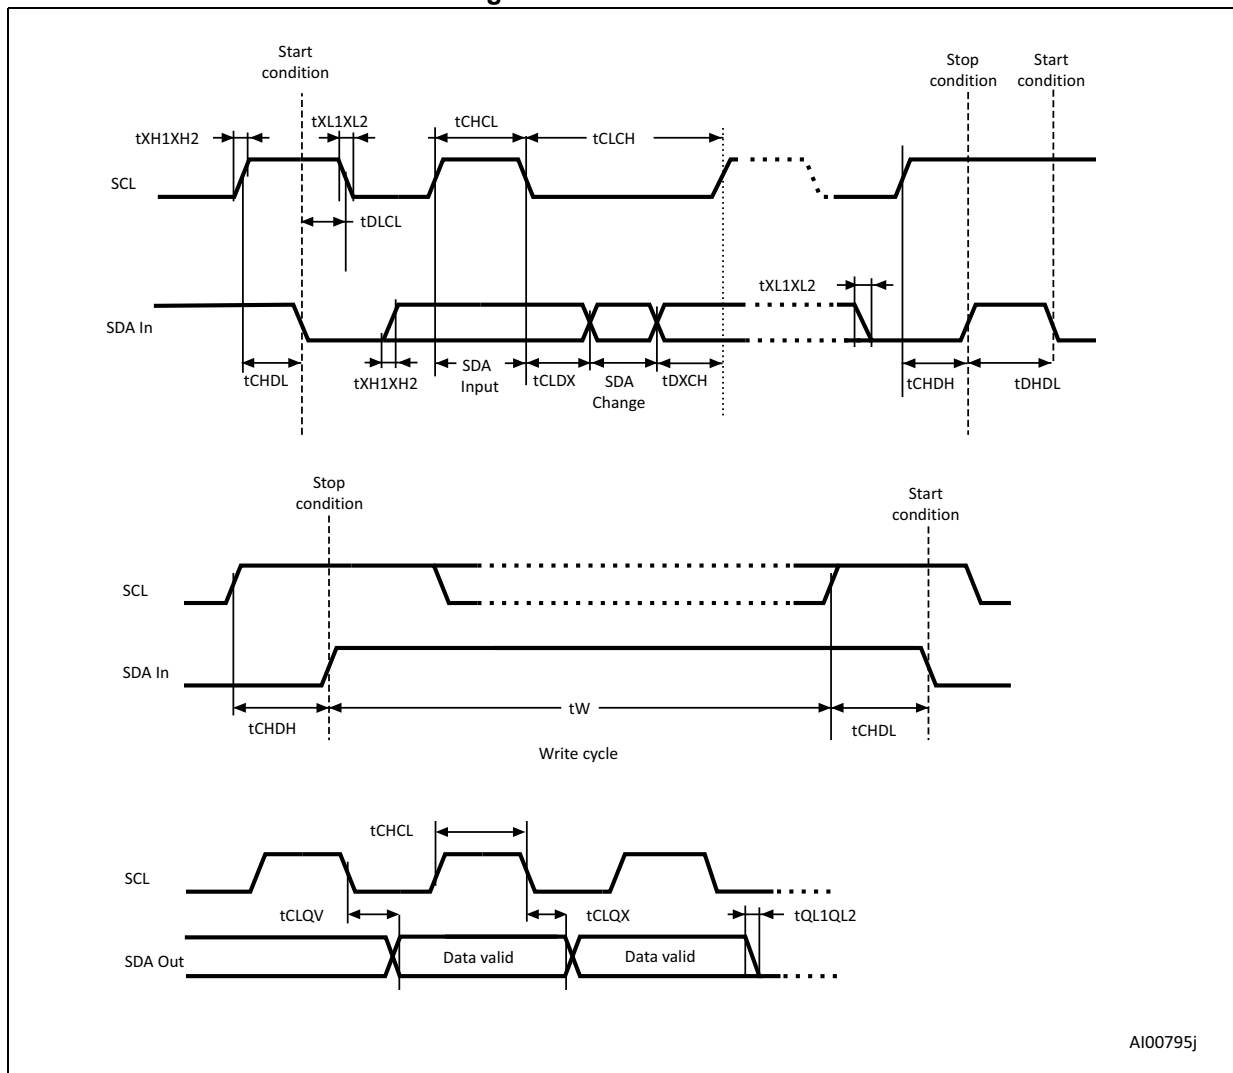 Start
condition
Stop
condition
Start
condition
tXH1XH2
tXL1XL2
tCHCL
tCLCH
SCL
tDLCL
tXL1XL2
SDA In
tCHDL
tXH1XH2
SDA
Input
tCLDX
SDA
Change
tDXCH
tCHDH
tDHDL
Stop
condition
Start
condition
SCL
SDA In
tCHDH
tW
tCHDL
Write cycle
tCHCL
SCL
tCLQV
tCLQX
tQL1QL2
SDA Out
Data valid
Data valid
AI00795j